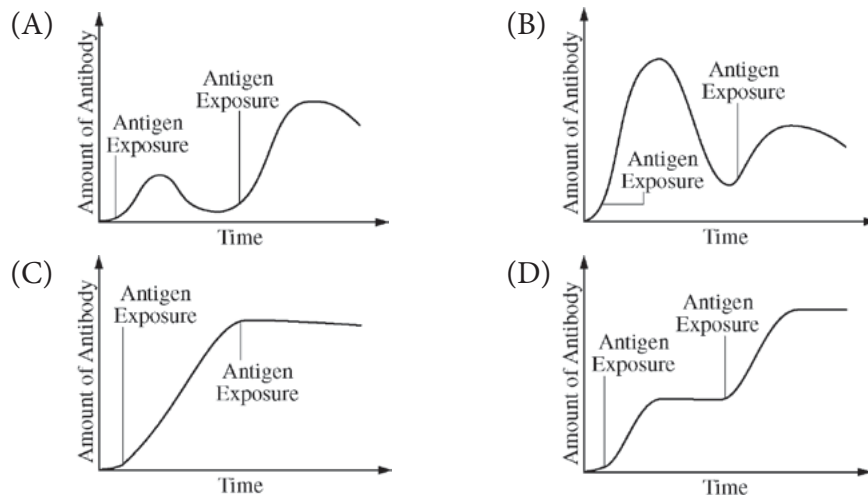 (A)
Amount of Antibody
Antigen
Exposure
Antigen
Exposure
Time
(B)
Amount of Antibody
Antigen
Exposure
Antigen
Exposure
Time
(C)
Amount of Antibody
Antigen
Exposure
Antigen
Exposure
Time
(D)
Amount of Antibody
Antigen
Exposure
Antigen
Exposure
Time